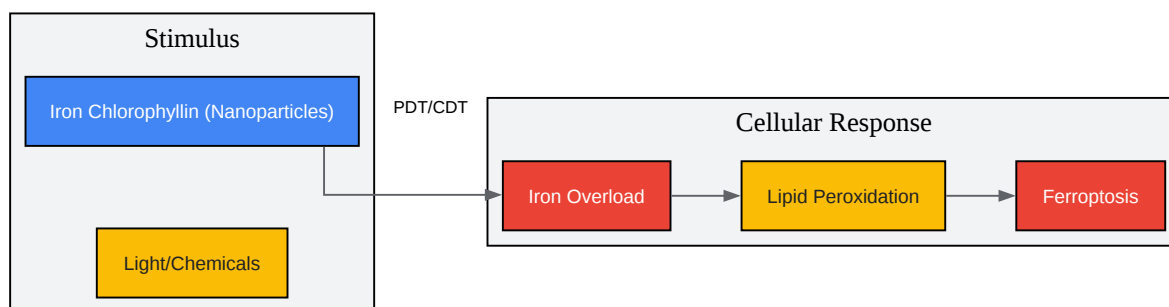 Stimulus
Iron Chlorophyllin (Nanoparticles)
Light/Chemicals
PDT/CDT
Cellular Response
Iron Overload
Lipid Peroxidation
Ferroptosis